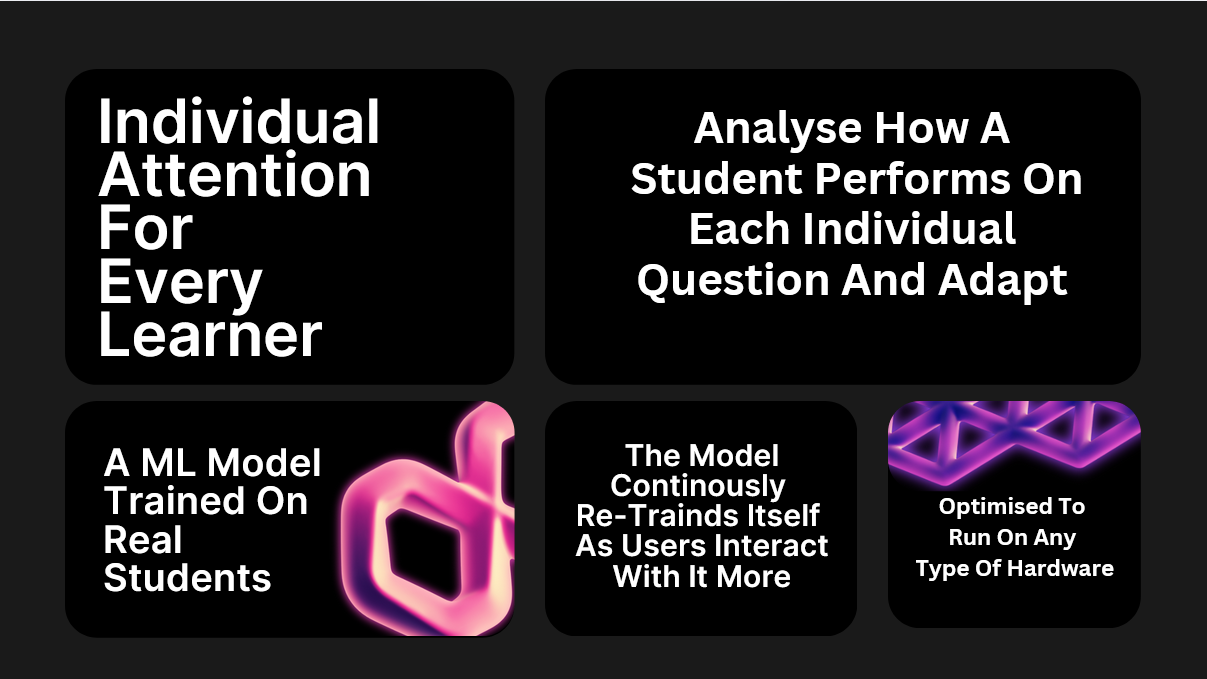 Individual
Attention
For
Every
Learner
Analyse How A
Student Performs On
Each Individual
Question And Adapt
A ML Model
Trained On
Real
Students
The Model
Continously
Re-Trainds Itself
As Users Interact
With It More
Optimised To
Run On Any
Type Of Hardware